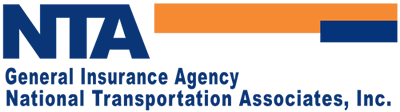 NTA
General Insurance Agency
National Transportation Associates, Inc.